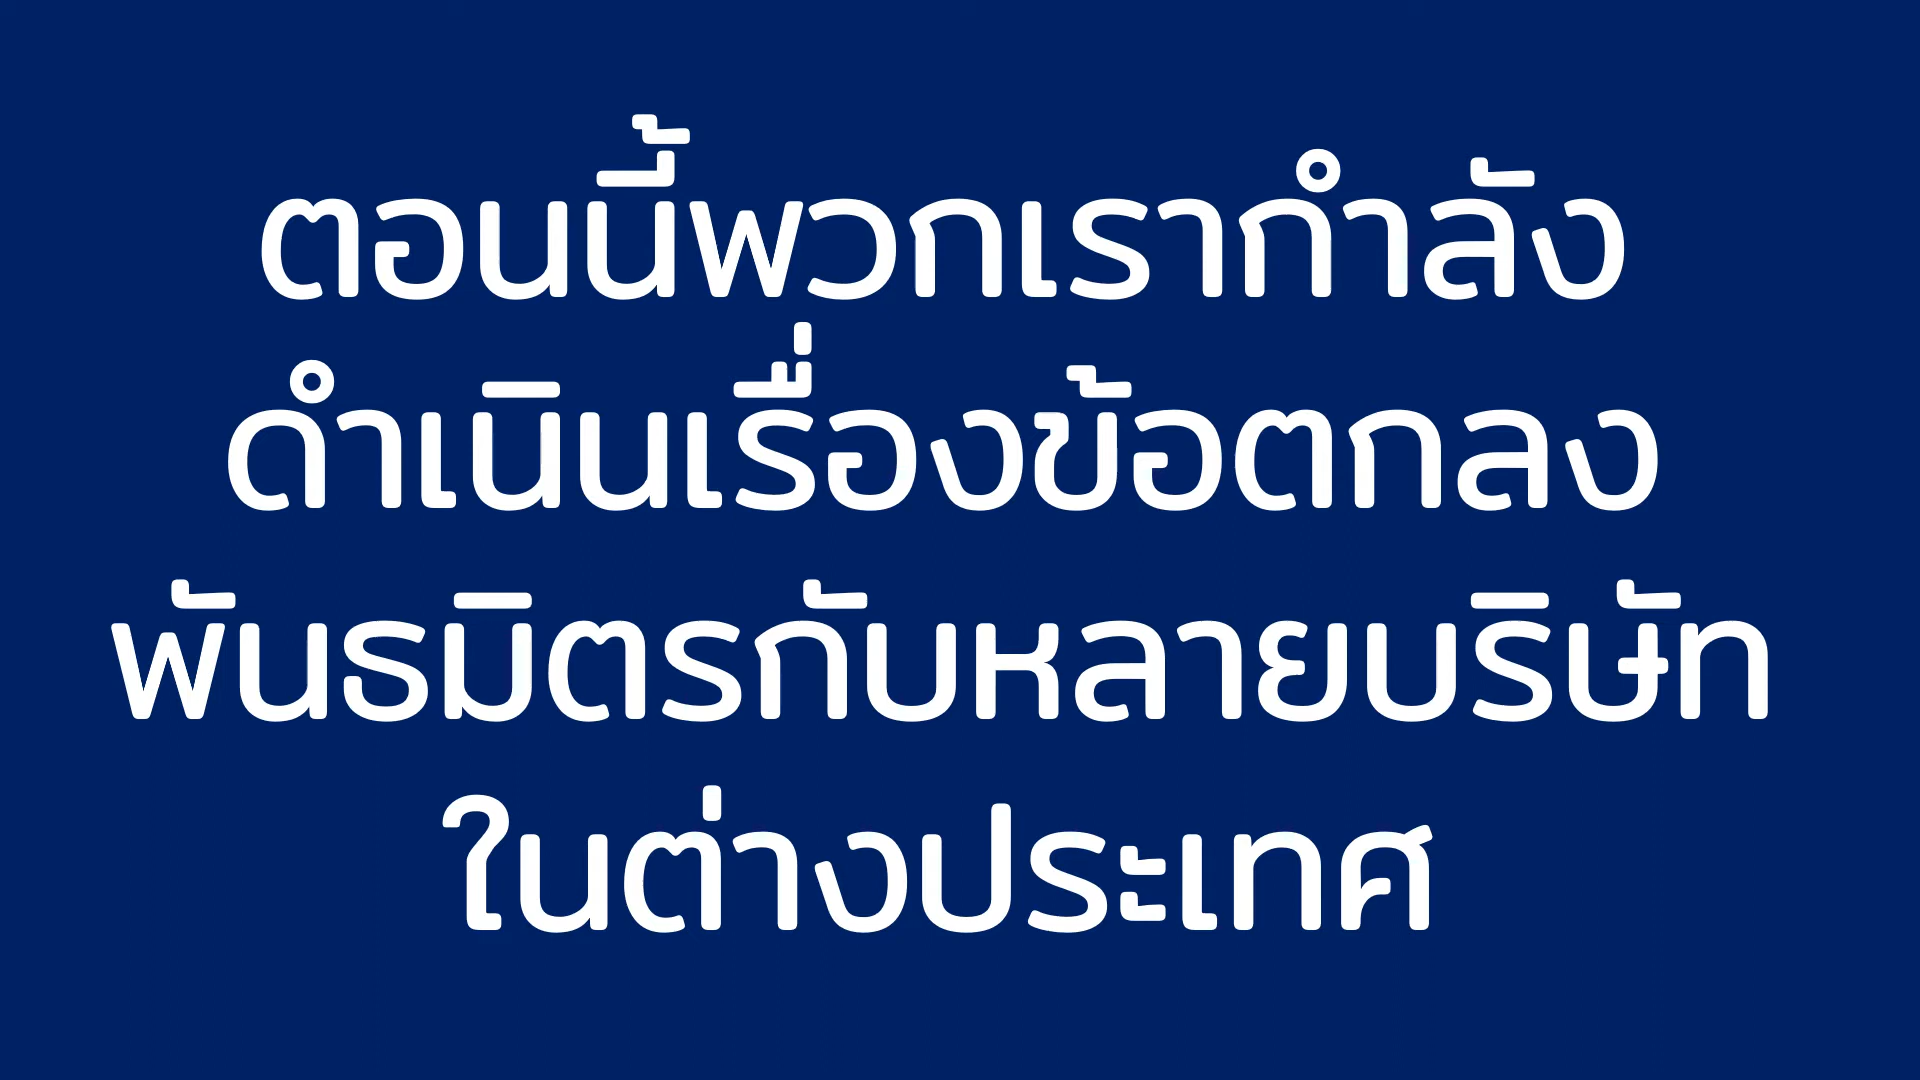 ตอนนี้พวกเรากำลัง
ดำเนินเรื่องข้อตกลง
พันธมิตรกับหลายบริษัท
ในต่างประเทศ